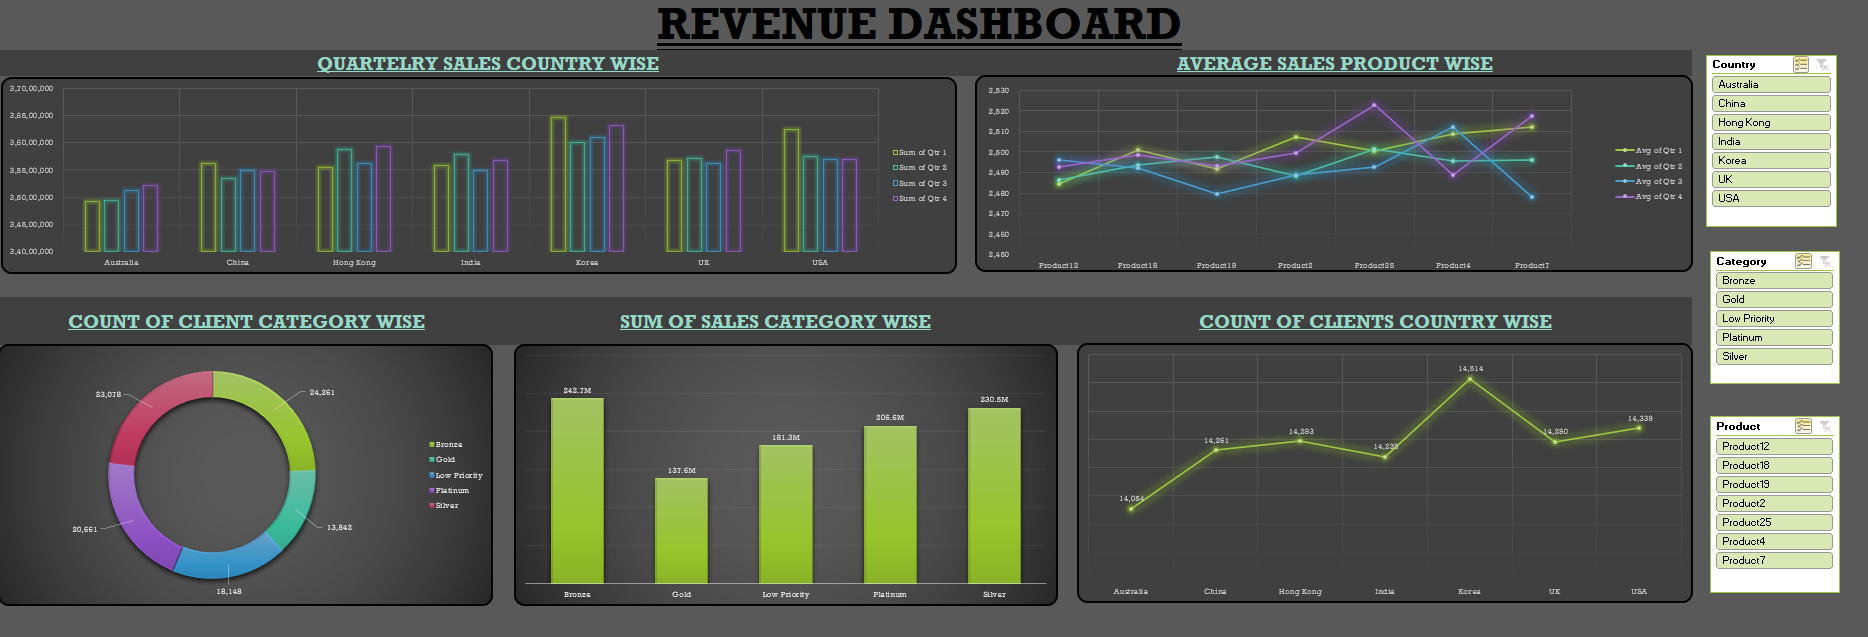 REVENUE DASHBOARD
QUARTELRY SALES COUNTRY WISE
3,70,00,000
3,65,00,000
3,60,00,000
3,55,00,000
3,50,00,000
3,45,00,000
3,40,00,000
Australia
China
Hong Kong
India
Korea
UK
USA
Sum of Qtr 1
Sum of Qtr 2
Sum of Qtr 3
Sum of Qtr 4
AVERAGE SALES PRODUCT WISE
2,530
2,520
2,510
2,500
2,490
2,480
2,470
2,460
2,450
Product12
Product18
Product19
Product2
Product25
Product4
Product7
Avg of Qtr 1
Avg of Qtr 2
Avg of Qtr 3
Avg of Qtr 4
Country
Australia
China
Hong Kong
India
Korea
UK
USA
COUNT OF CLIENT CATEGORY WISE
24,261
13,842
18,148
20,661
23,078
Bronze
Gold
Low Priority
Platinum
Silver
SUM OF SALES CATEGORY WISE
242.7M
137.6M
181.3M
206.6M
230.8M
Bronze
Gold
Low Priority
Platinum
Silver
COUNT OF CLIENTS COUNTRY WISE
14,054
14,261
14,293
14,514
14,290
14,339
Australia
China
Hong Kong
India
Korea
UK
USA
Category
Bronze
Gold
Low Priority
Platinum
Silver
Product
Product12
Product18
Product19
Product2
Product25
Product4
Product7